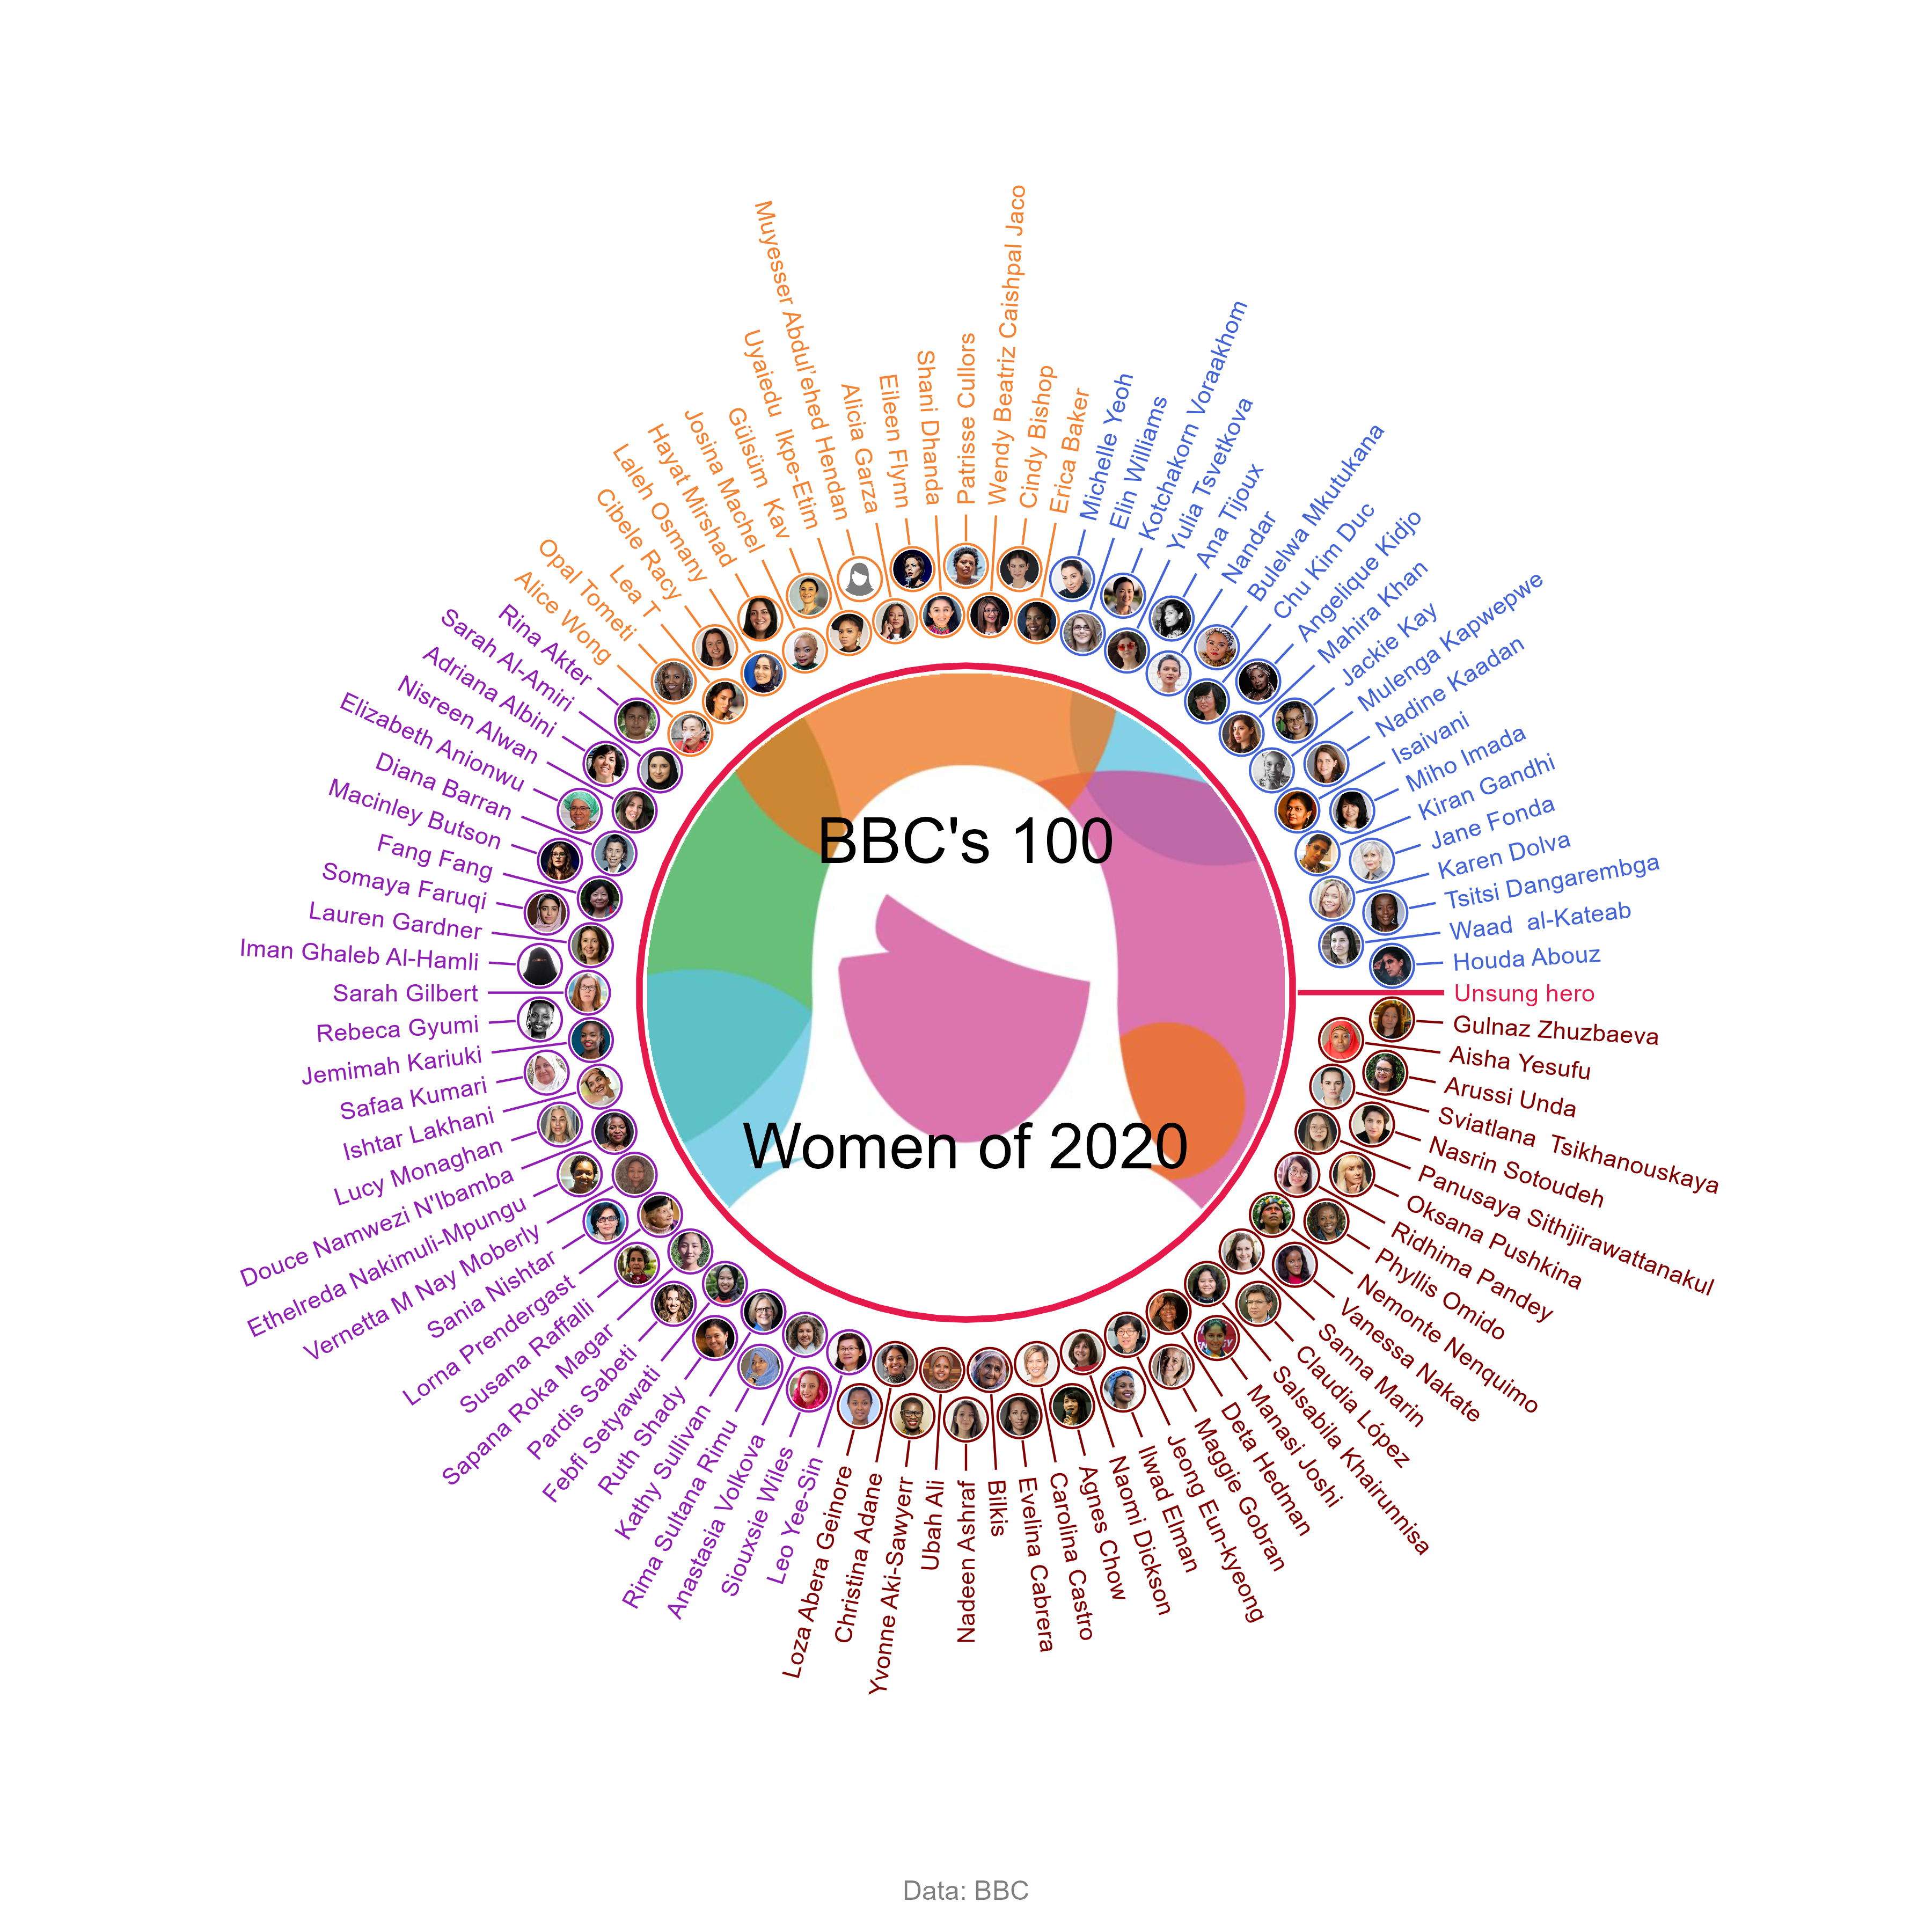 BBC's 100
Women of 2020
Unsung hero
Houda Abouz
Waad  al-Kateab
Tsitsi Dangarembga
Karen Dolva
Jane Fonda
Kiran Gandhi
Miho Imada
Isaivani
Nadine Kaadan
Mulenga Kapwepwe
Jackie Kay
Mahira Khan
Angelique Kidjo
Chu Kim Duc
Bulelwa Mkutukana
Nandar
Ana Tijoux
Yulia Tsvetkova
Kotchakorn Voraakhom
Elin Williams
Michelle Yeoh
Erica Baker
Cindy Bishop
Wendy Beatriz Caishpal Jaco
Patrisse Cullors
Shani Dhanda
Eileen Flynn
Alicia Garza
Muyesser Abdul'ehed Hendan
Uyaiedu  Ikpe-Etim
Gülsüm  Kav
Josina Machel
Hayat Mirshad
Laleh Osmany
Cibele Racy
Lea T
Opal Tometi
Alice Wong
Rina Akter
Sarah Al-Amiri
Adriana Albini
Nisreen Alwan
Elizabeth Anionwu
Diana Barran
Macinley Butson
Fang Fang
Somaya Faruqi
Lauren Gardner
Iman Ghaleb Al-Hamli
Sarah Gilbert
Rebeca Gyumi
Jemimah Kariuki
Safaa Kumari
Ishtar Lakhani
Lucy Monaghan
Douce Namwezi N'Ibamba
Ethelreda Nakimuli-Mpungu
Vernetta M Nay Moberly
Sania Nishtar
Lorna Prendergast
Susana Raffalli
Sapana Roka Magar
Pardis Sabeti
Febfi Setyawati
Ruth Shady
Kathy Sullivan
Rima Sultana Rimu
Anastasia Volkova
Siouxsie Wiles
Leo Yee-Sin
Loza Abera Geinore
Christina Adane
Yvonne Aki-Sawyerr
Ubah Ali
Nadeen Ashraf
Bilkis
Evelina Cabrera
Carolina Castro
Agnes Chow
Naomi Dickson
Ilwad Elman
Jeong Eun-kyeong
Maggie Gobran
Deta Hedman
Manasi Joshi
Salsabila Khairunnisa
Claudia López
Sanna Marin
Vanessa Nakate
Nemonte Nenquimo
Phyllis Omido
Ridhima Pandey
Oksana Pushkina
Panusaya Sithijirawattanakul
Nasrin Sotoudeh
Sviatlana  Tsikhanouskaya
Arussi Unda
Aisha Yesufu
Gulnaz Zhuzbaeva
Data: BBC